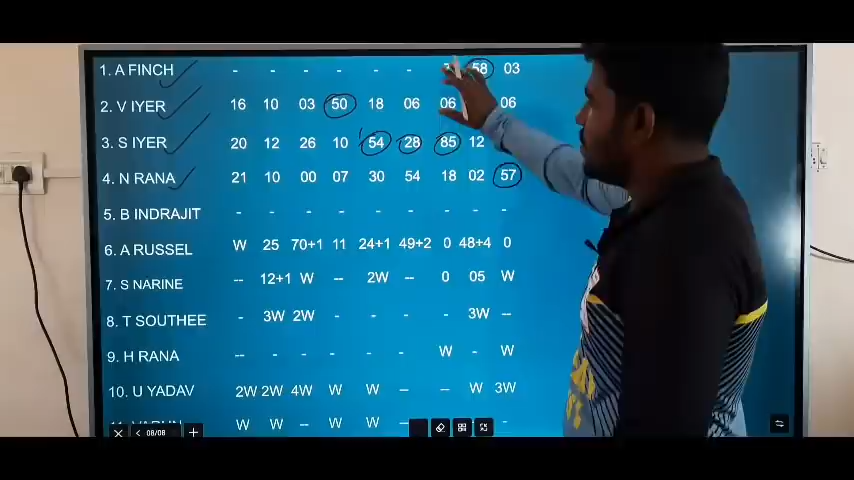 1. A FINCH - - - - - - 58 03
2. V IYER 16 10 03 50 18 06 06 06
3. S IYER 20 12 26 10 54 28 85 12
4. N RANA 21 10 00 07 30 54 18 02 57
5. B INDRAJIT - - - - - - - - -
6. A RUSSEL W 25 70+1 11 24+1 49+2 0 48+4 0
7. S NARINE -- 12+1 W -- 2W -- 0 05 W
8. T SOUTHEE - 3W 2W - - - - 3W --
9. H RANA -- - - - - - W - W
10. U YADAV 2W 2W 4W W W -- -- W 3W
W W -- W W -
08/08